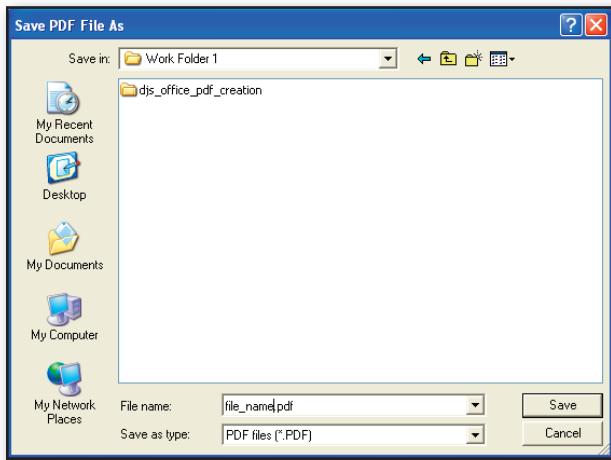 Save PDF File As
Save in: Work Folder 1
djs_office_pdf_creation
My Recent
Documents
Desktop
My Documents
My Computer
My Network
Places
File name: file_name.pdf Save
Save as type: PDF files (*.PDF) Cancel